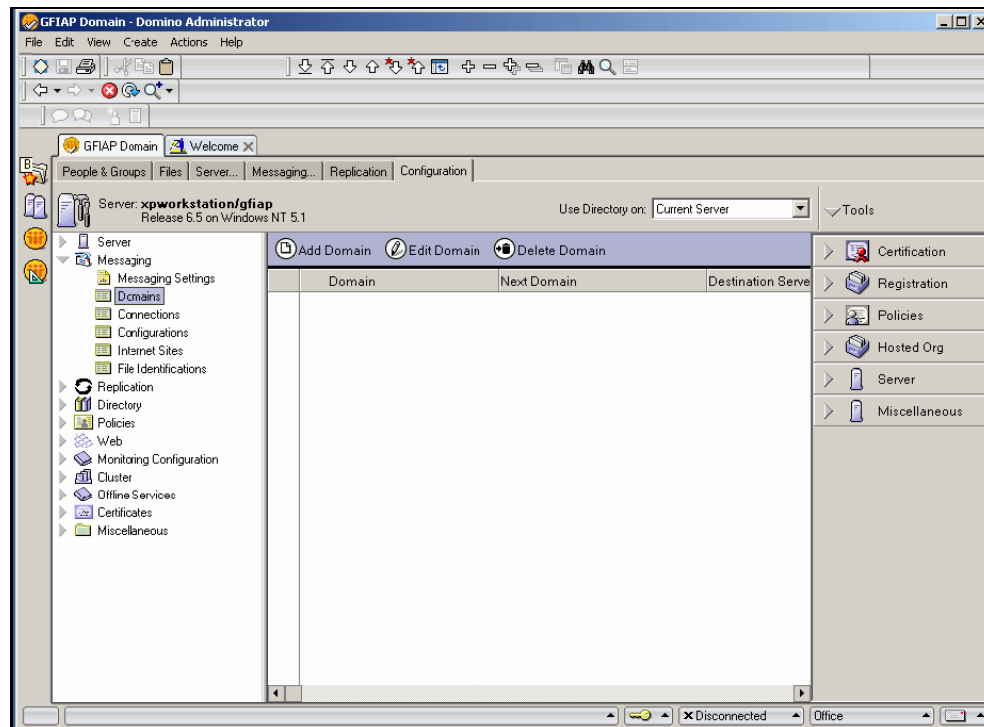 GFIAP Domain - Domino Administrator
File Edit View Create Actions Help
GFIAP Domain Welcome
People & Groups Files Server... Messaging... Replication Configuration
Server: xpworkstation/gfiap
Release 6.5 on Windows NT 5.1
Use Directory on: Current Server
Tools
Server
Messaging
Messaging Settings
Domains
Connections
Configurations
Internet Sites
File Identifications
Replication
Directory
Policies
Web
Monitoring Configuration
Cluster
Offline Services
Certificates
Miscellaneous
Add Domain Edit Domain Delete Domain
Domain Next Domain Destination Serve
Certification
Registration
Policies
Hosted Org
Server
Miscellaneous
Disconnected Office